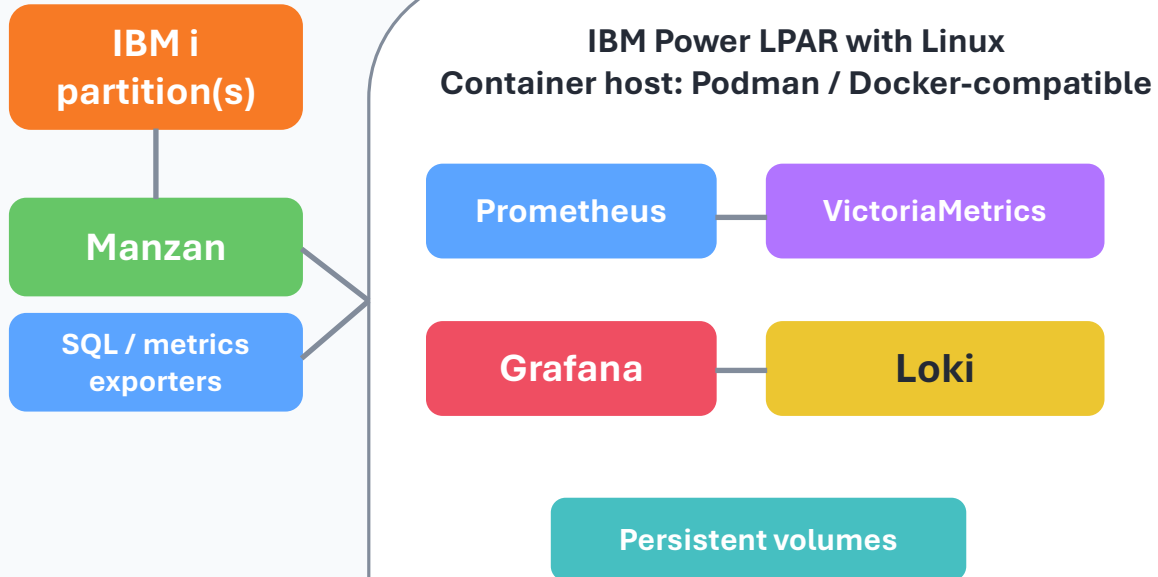 IBM i
partition(s)
Manzan
SQL / metrics
exporters
IBM Power LPAR with Linux
Container host: Podman / Docker-compatible
Prometheus
VictoriaMetrics
Grafana
Loki
Persistent volumes